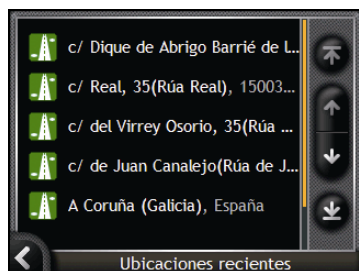 c/ Dique de Abrigo Barrié de l...
c/ Real, 35(Rúa Real), 15003...
c/ del Virrey Osorio, 35(Rúa ...
c/ de Juan Canalejo(Rúa de J...
A Coruña (Galicia), España
Ubicaciones recientes